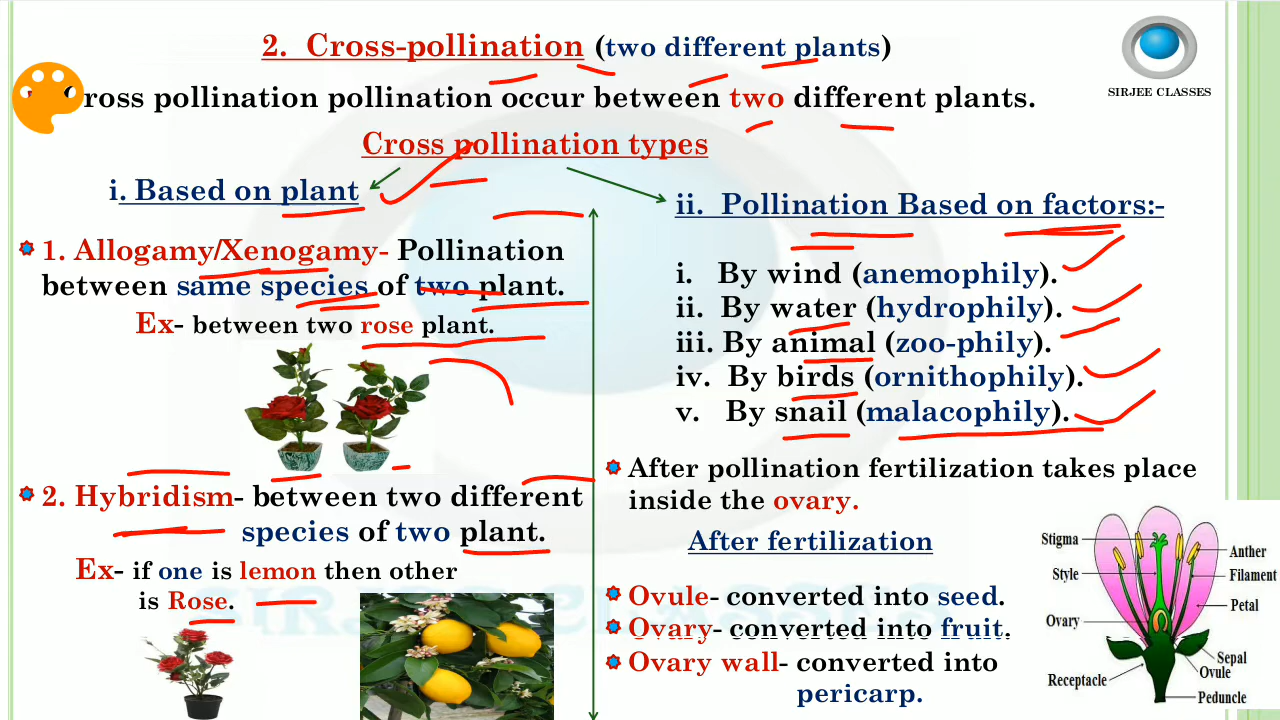 2. Cross-pollination (two different plants)
SIRJEE CLASSES
ross pollination pollination occur between two different plants.
Cross pollination types
i. Based on plant
1. Allogamy/Xenogamy- Pollination
between same species of two plant.
Ex- between two rose plant.
2. Hybridism- between two different
species of two plant.
Ex- if one is lemon then other
is Rose.
ii. Pollination Based on factors:-
i. By wind (anemophily).
ii. By water (hydrophily).
iii. By animal (zoo-phily).
iv. By birds (ornithophily).
v. By snail (malacophily).
After pollination fertilization takes place
inside the ovary.
After fertilization
Ovule- converted into seed.
Ovary- converted into fruit.
Ovary wall- converted into
pericarp.
Stigma
Anther
Style
Filament
Petal
Ovary
Sepal
Ovule
Receptacle
Peduncle